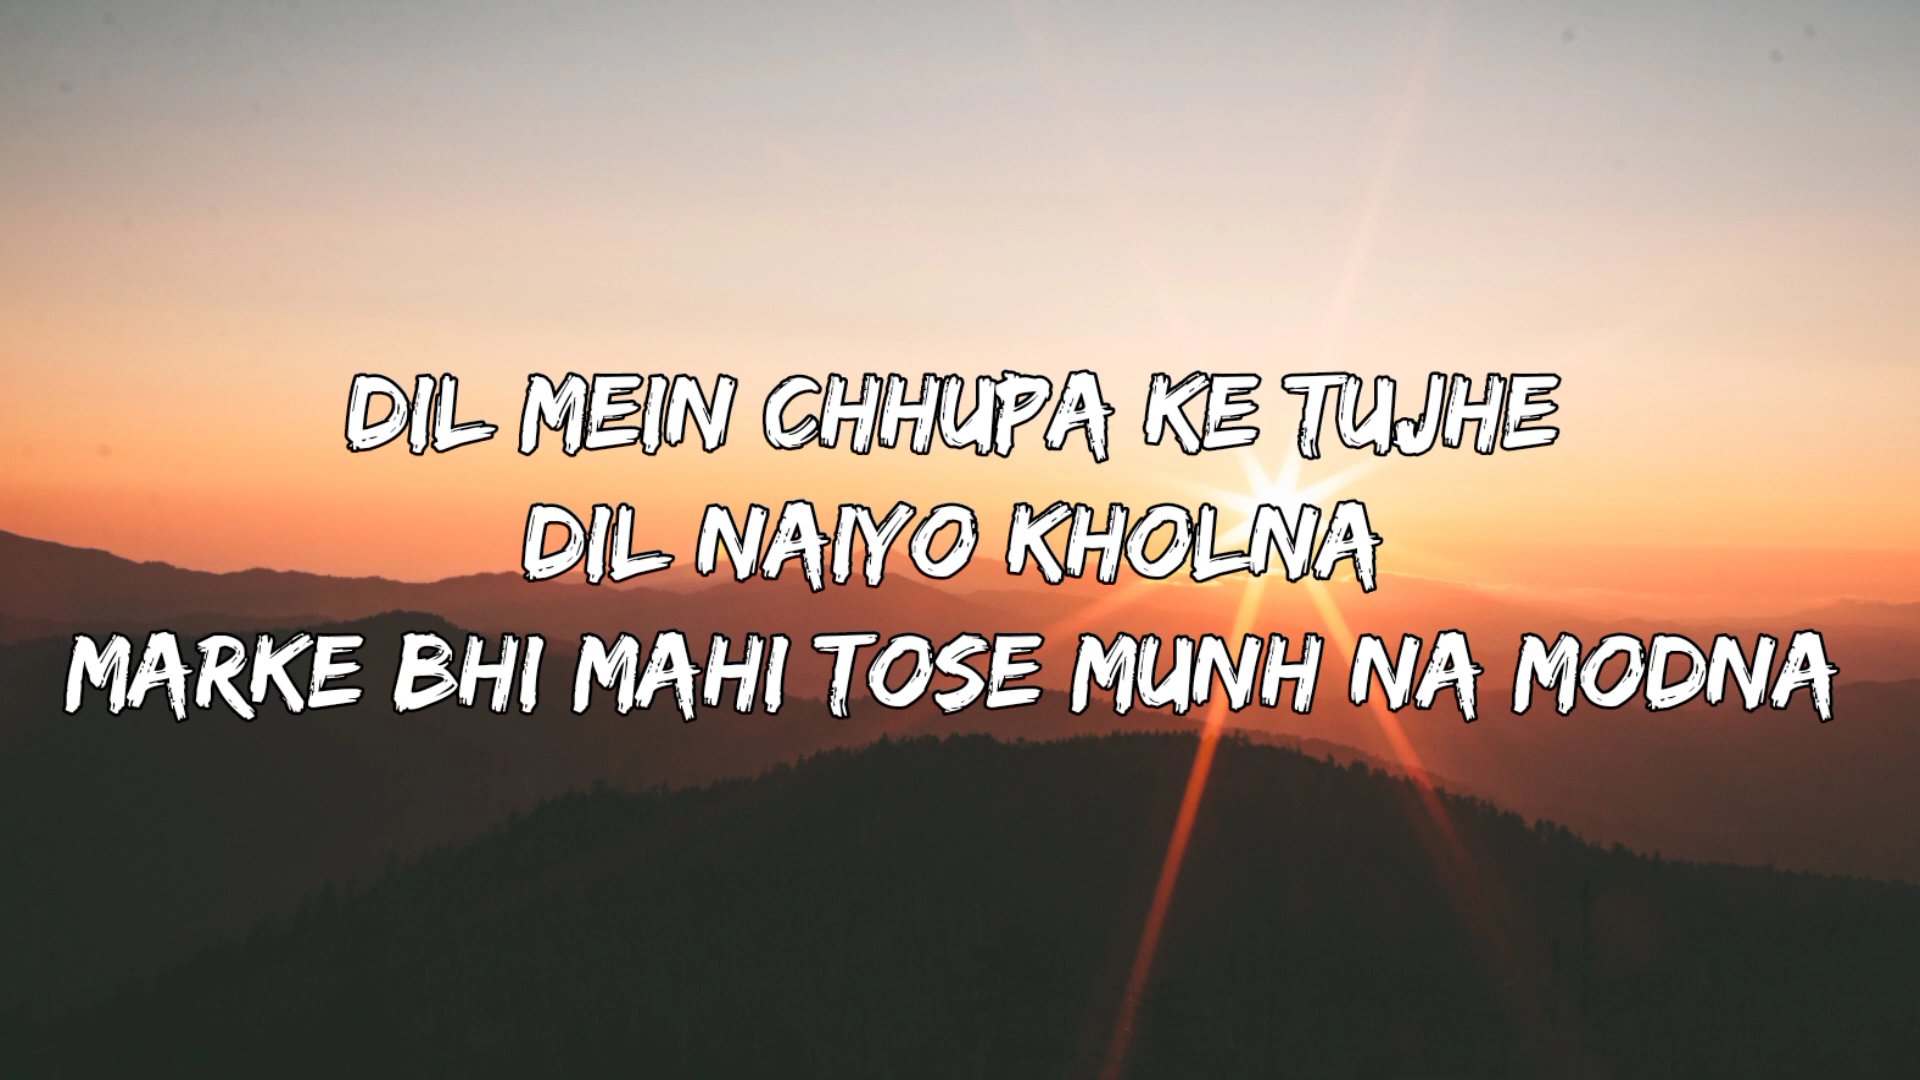 DIL MEIN CHHUPA KE TUJHE
DIL NAIYO KHOLNA
MARKE BHI MAHI TOSE MUNH NA MODNA